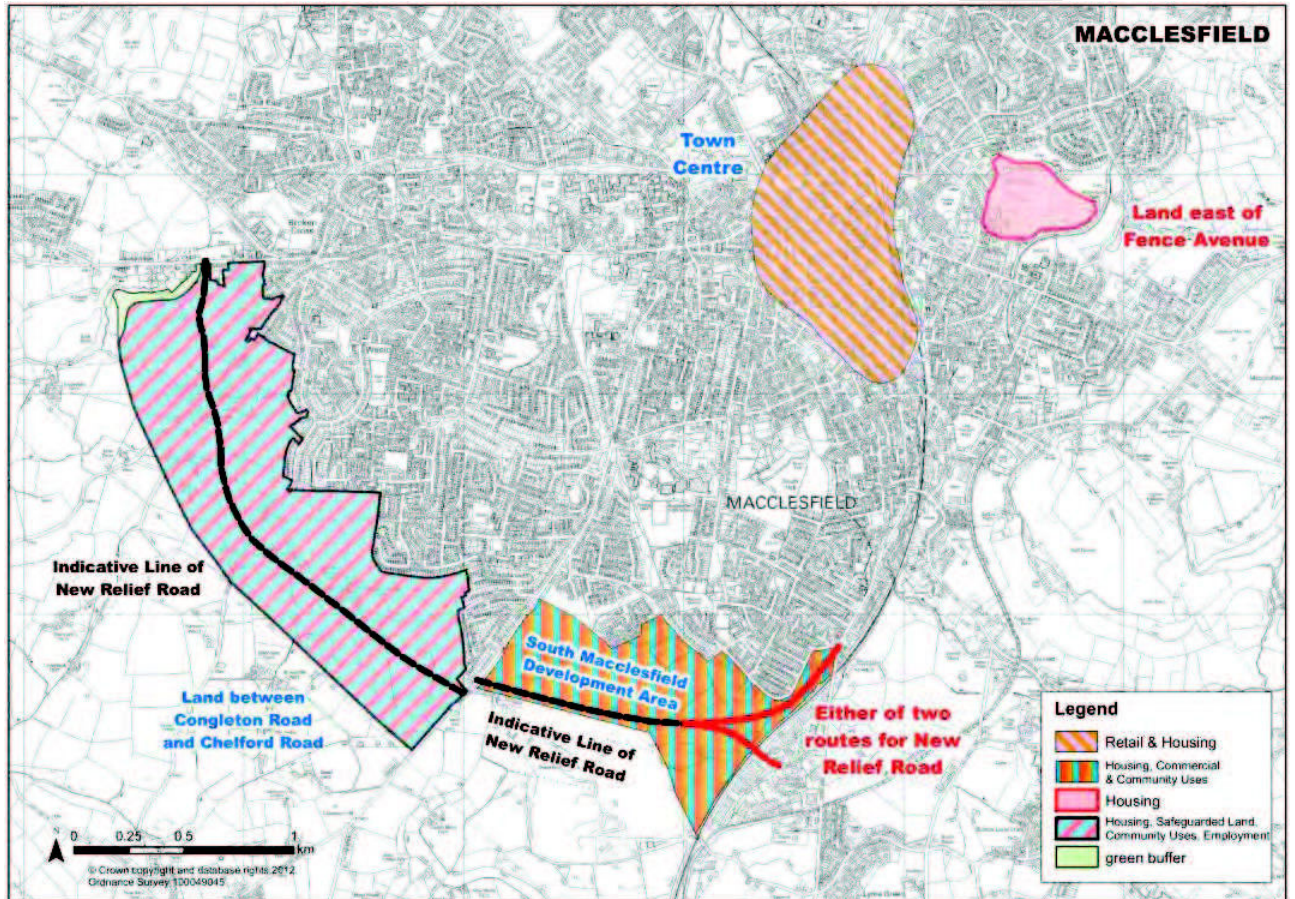 MACCLESFIELD
Town
Centre
Land east of
Fence Avenue
MACCLESFIELD
Indicative Line of
New Relief Road
South Macclesfield
Development Area
Land between
Congleton Road
and Chelford Road
Indicative Line of
New Relief Road
Either of two
routes for New
Relief Road
Legend
Retail & Housing
Housing, Commercial
& Community Uses
Housing
Housing, Safeguarded Land,
Community Uses, Employment
green buffer
N
0 0.25 0.5 1
km
© Crown copyright and database rights 2012.
Ordnance Survey 100049045